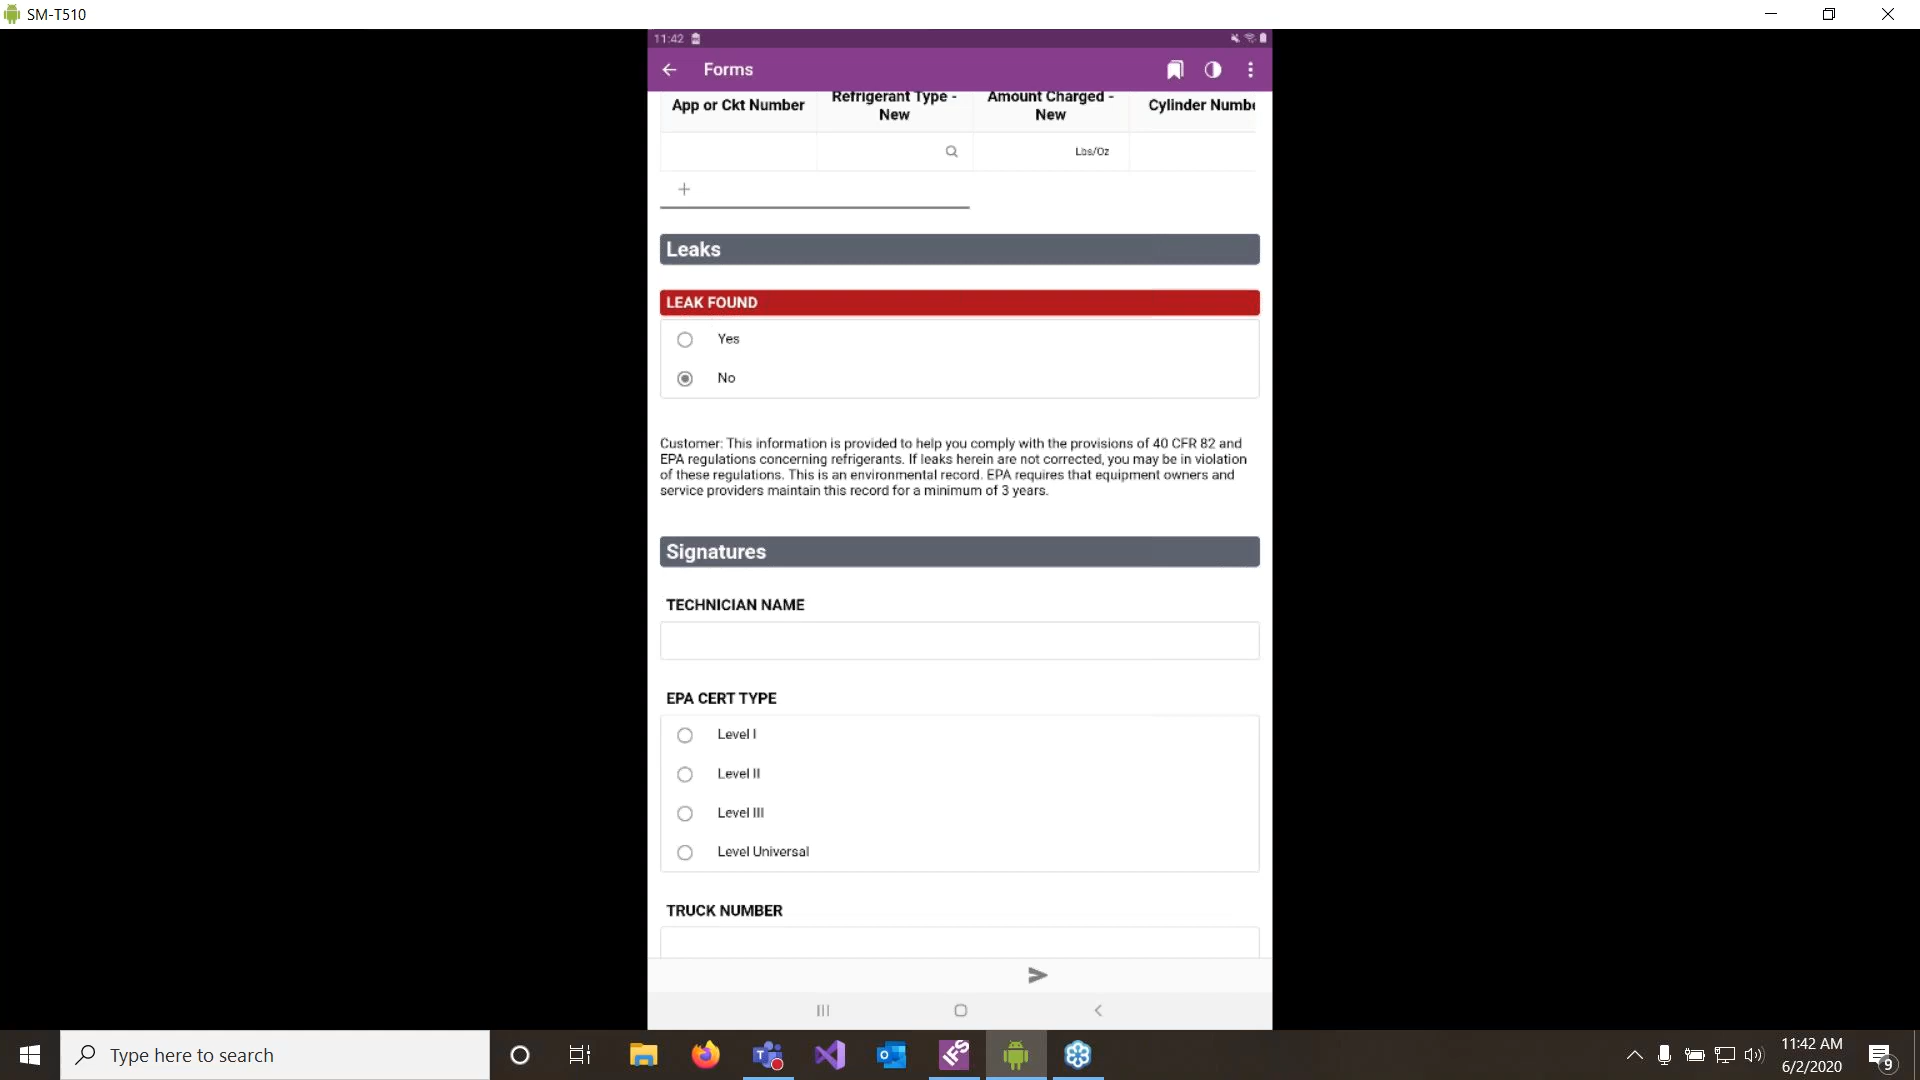 SM-T510
11:42
Forms
App or Ckt Number
Refrigerant Type -
New
Amount Charged -
New
Cylinder Numbe
Lbs/Oz
+
Leaks
LEAK FOUND
Yes
No
Customer: This information is provided to help you comply with the provisions of 40 CFR 82 and
EPA regulations concerning refrigerants. If leaks herein are not corrected, you may be in violation
of these regulations. This is an environmental record. EPA requires that equipment owners and
service providers maintain this record for a minimum of 3 years.
Signatures
TECHNICIAN NAME
EPA CERT TYPE
Level I
Level II
Level III
Level Universal
TRUCK NUMBER
Type here to search
IFS
11:42 AM
6/2/2020
9